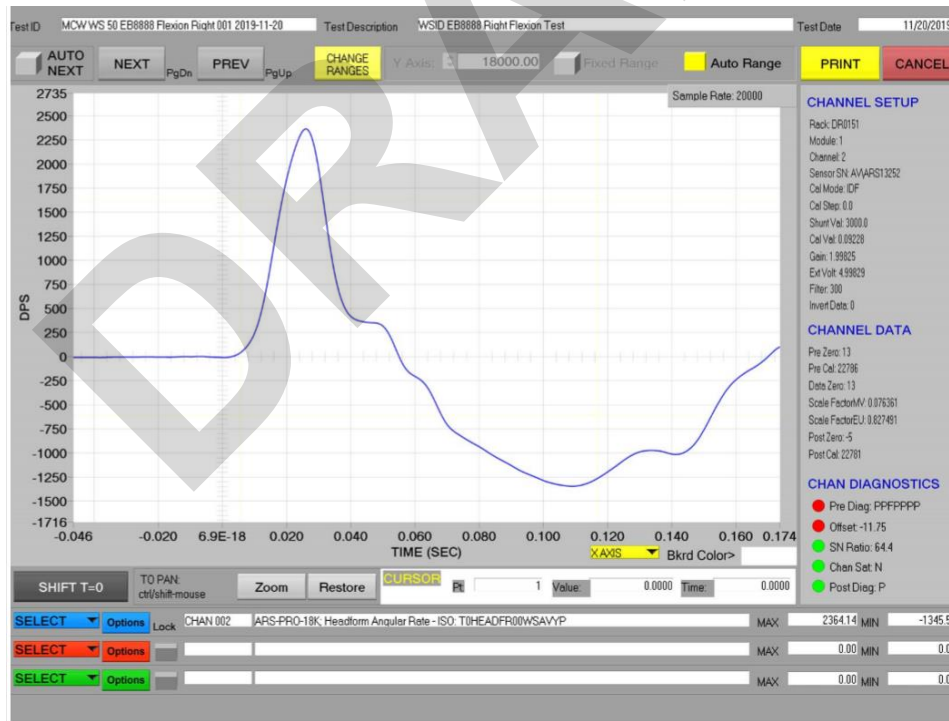 Test ID MCW WS 50 EB8888 Flexion Right 001 2019-11-20 Test Description WSID EB8888 Right Flexion Test Test Date 11/20/2019
AUTO NEXT NEXT PgDn PREV PgUp CHANGE RANGES Y Axis: 18000.00 Fixed Range Auto Range PRINT CANCEL
Sample Rate: 20000
2735
2500
2250
2000
1750
1500
1250
1000
750
500
250
0
-250
-500
-750
-1000
-1250
-1500
-1716
DPS
-0.046 -0.020 6.9E-18 0.020 0.040 0.060 0.080 0.100 0.120 0.140 0.160 0.174
TIME (SEC)
X AXIS Bkrd Color>
DRA
CHANNEL SETUP
Rack: DR0151
Module: 1
Channel: 2
Sensor SN: AV\ARS13252
Cal Mode: IDF
Cal Step: 0.0
Shunt Val: 3000.0
Cal Val: 0.09228
Gain: 1.99825
Ext Volt: 4.99829
Filter: 300
Invert Data: 0
CHANNEL DATA
Pre Zero: 13
Pre Cal: 22786
Data Zero: 13
Scale FactorMV: 0.076361
Scale FactorEU: 0.827491
Post Zero: -5
Post Cal: 22781
CHAN DIAGNOSTICS
Pre Diag: PPFPPPP
Offset: -11.75
SN Ratio: 64.4
Chan Sat: N
Post Diag: P
SHIFT T=0 TO PAN: ctrl/shift-mouse Zoom Restore CURSOR Pt 1 Value: 0.0000 Time: 0.0000
SELECT Options Lock CHAN 002 ARS-PRO-18K; Headform Angular Rate - ISO: T0HEADFR00WSAVYP MAX 2364.14 MIN -1345.5
SELECT Options MAX 0.00 MIN 0.0
SELECT Options MAX 0.00 MIN 0.0